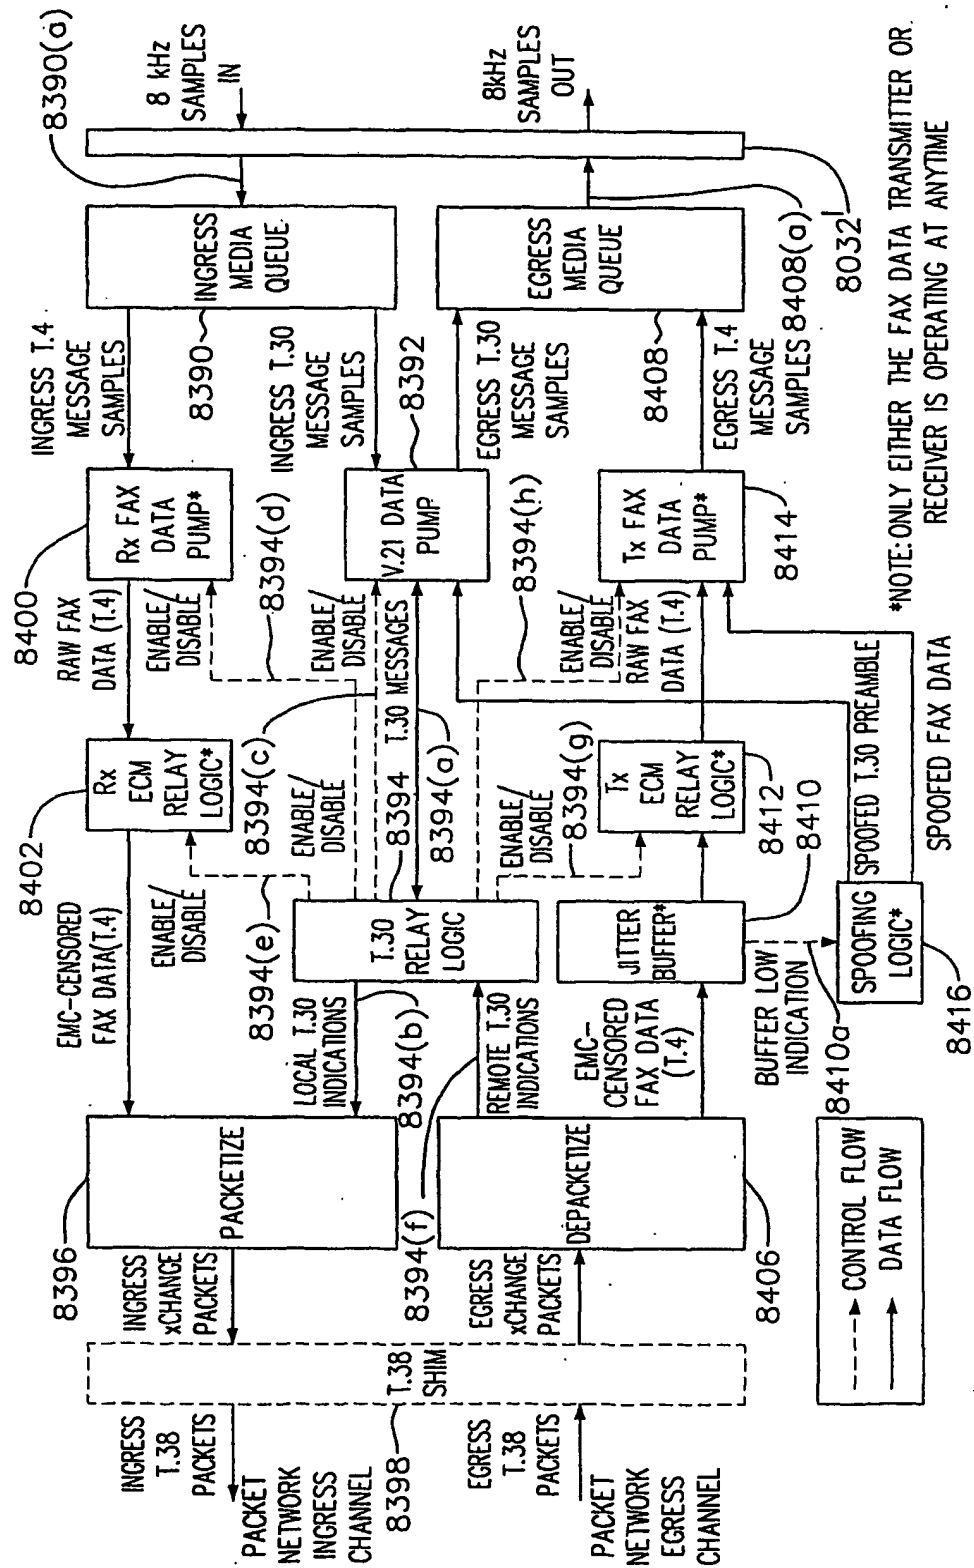 8 kHz
SAMPLES
IN
8390(a)
8kHz
SAMPLES
OUT
INGRESS
MEDIA
QUEUE
8390
EGRESS
MEDIA
QUEUE
8408
8408(a)
8032'
INGRESS T.4
MESSAGE
SAMPLES
INGRESS T.30
MESSAGE
SAMPLES
EGRESS T.30
MESSAGE
SAMPLES
EGRESS T.4
MESSAGE
SAMPLES
Rx FAX
DATA
PUMP*
8400
V.21 DATA
PUMP
8392
Tx FAX
DATA
PUMP*
8414
RAW FAX
DATA (T.4)
ENABLE/
DISABLE
8394(d)
ENABLE/
DISABLE
8394(c)
T.30 MESSAGES
8394(a)
8394(h)
ENABLE/
DISABLE
RAW FAX
DATA (T.4)
Rx
ECM
RELAY
LOGIC*
8402
ENABLE/
DISABLE
8394
T.30
RELAY
LOGIC
ENABLE/
DISABLE
8394(g)
Tx
ECM
RELAY
LOGIC*
8412
JITTER
BUFFER*
8410
EMC-CENSORED
FAX DATA(T.4)
ENABLE/
DISABLE
8394(e)
LOCAL T.30
INDICATIONS
8394(b)
REMOTE T.30
INDICATIONS
8394(f)
EMC-
CENSORED
FAX DATA
(T.4)
BUFFER LOW
INDICATION
8410a
SPOOFING
LOGIC*
8416
SPOOFED T.30 PREAMBLE
SPOOFED FAX DATA
PACKETIZE
8396
DEPACKETIZE
8406
INGRESS
xCHANGE
PACKETS
EGRESS
xCHANGE
PACKETS
T.38
SHIM
8398
INGRESS
T.38
PACKETS
EGRESS
T.38
PACKETS
PACKET
NETWORK
INGRESS
CHANNEL
PACKET
NETWORK
EGRESS
CHANNEL
CONTROL FLOW
DATA FLOW
*NOTE: ONLY EITHER THE FAX DATA TRANSMITTER OR
RECEIVER IS OPERATING AT ANYTIME